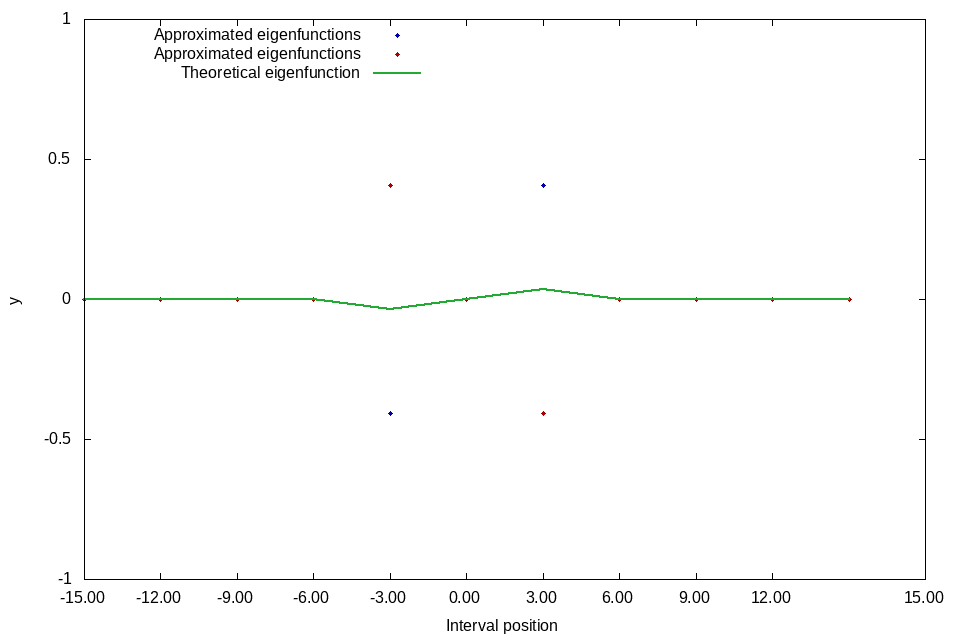 Approximated eigenfunctions
Approximated eigenfunctions
Theoretical eigenfunction
1
0.5
0
-0.5
-1
y
-15.00 -12.00 -9.00 -6.00 -3.00 0.00 3.00 6.00 9.00 12.00 15.00
Interval position